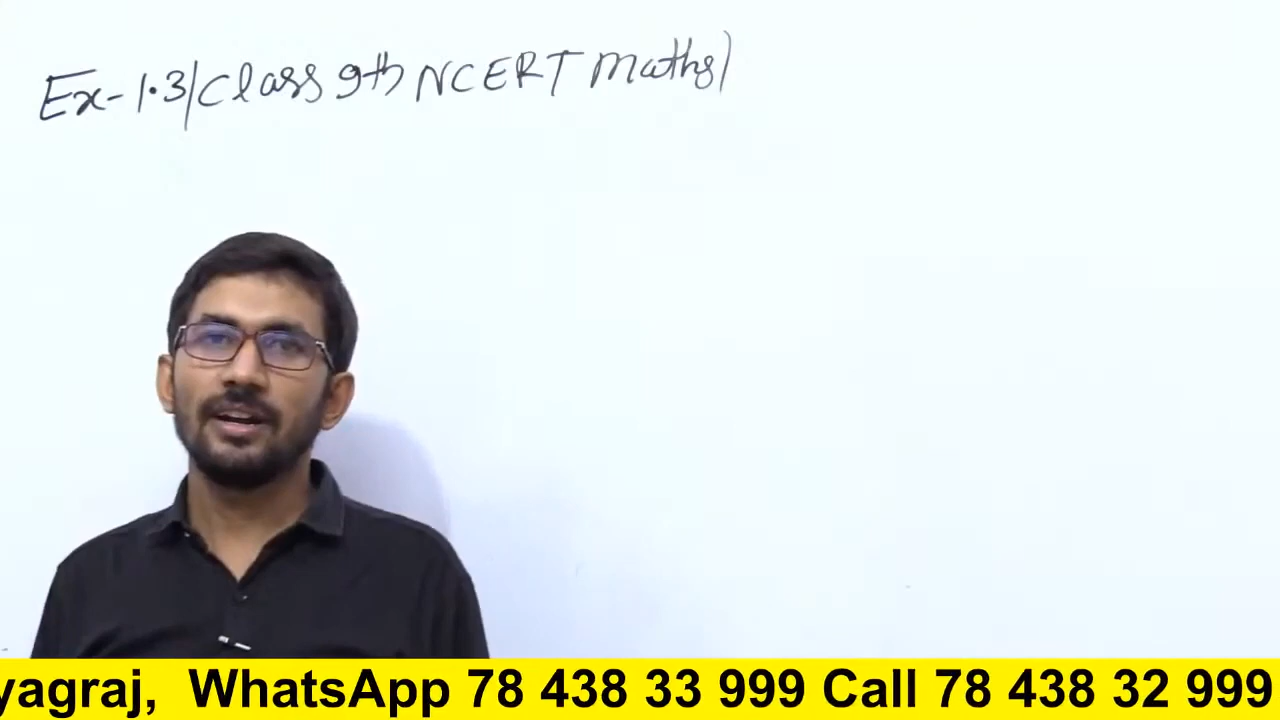 Ex-1.3/Class 9th NCERT Maths)
yagraj, WhatsApp 78 438 33 999 Call 78 438 32 999